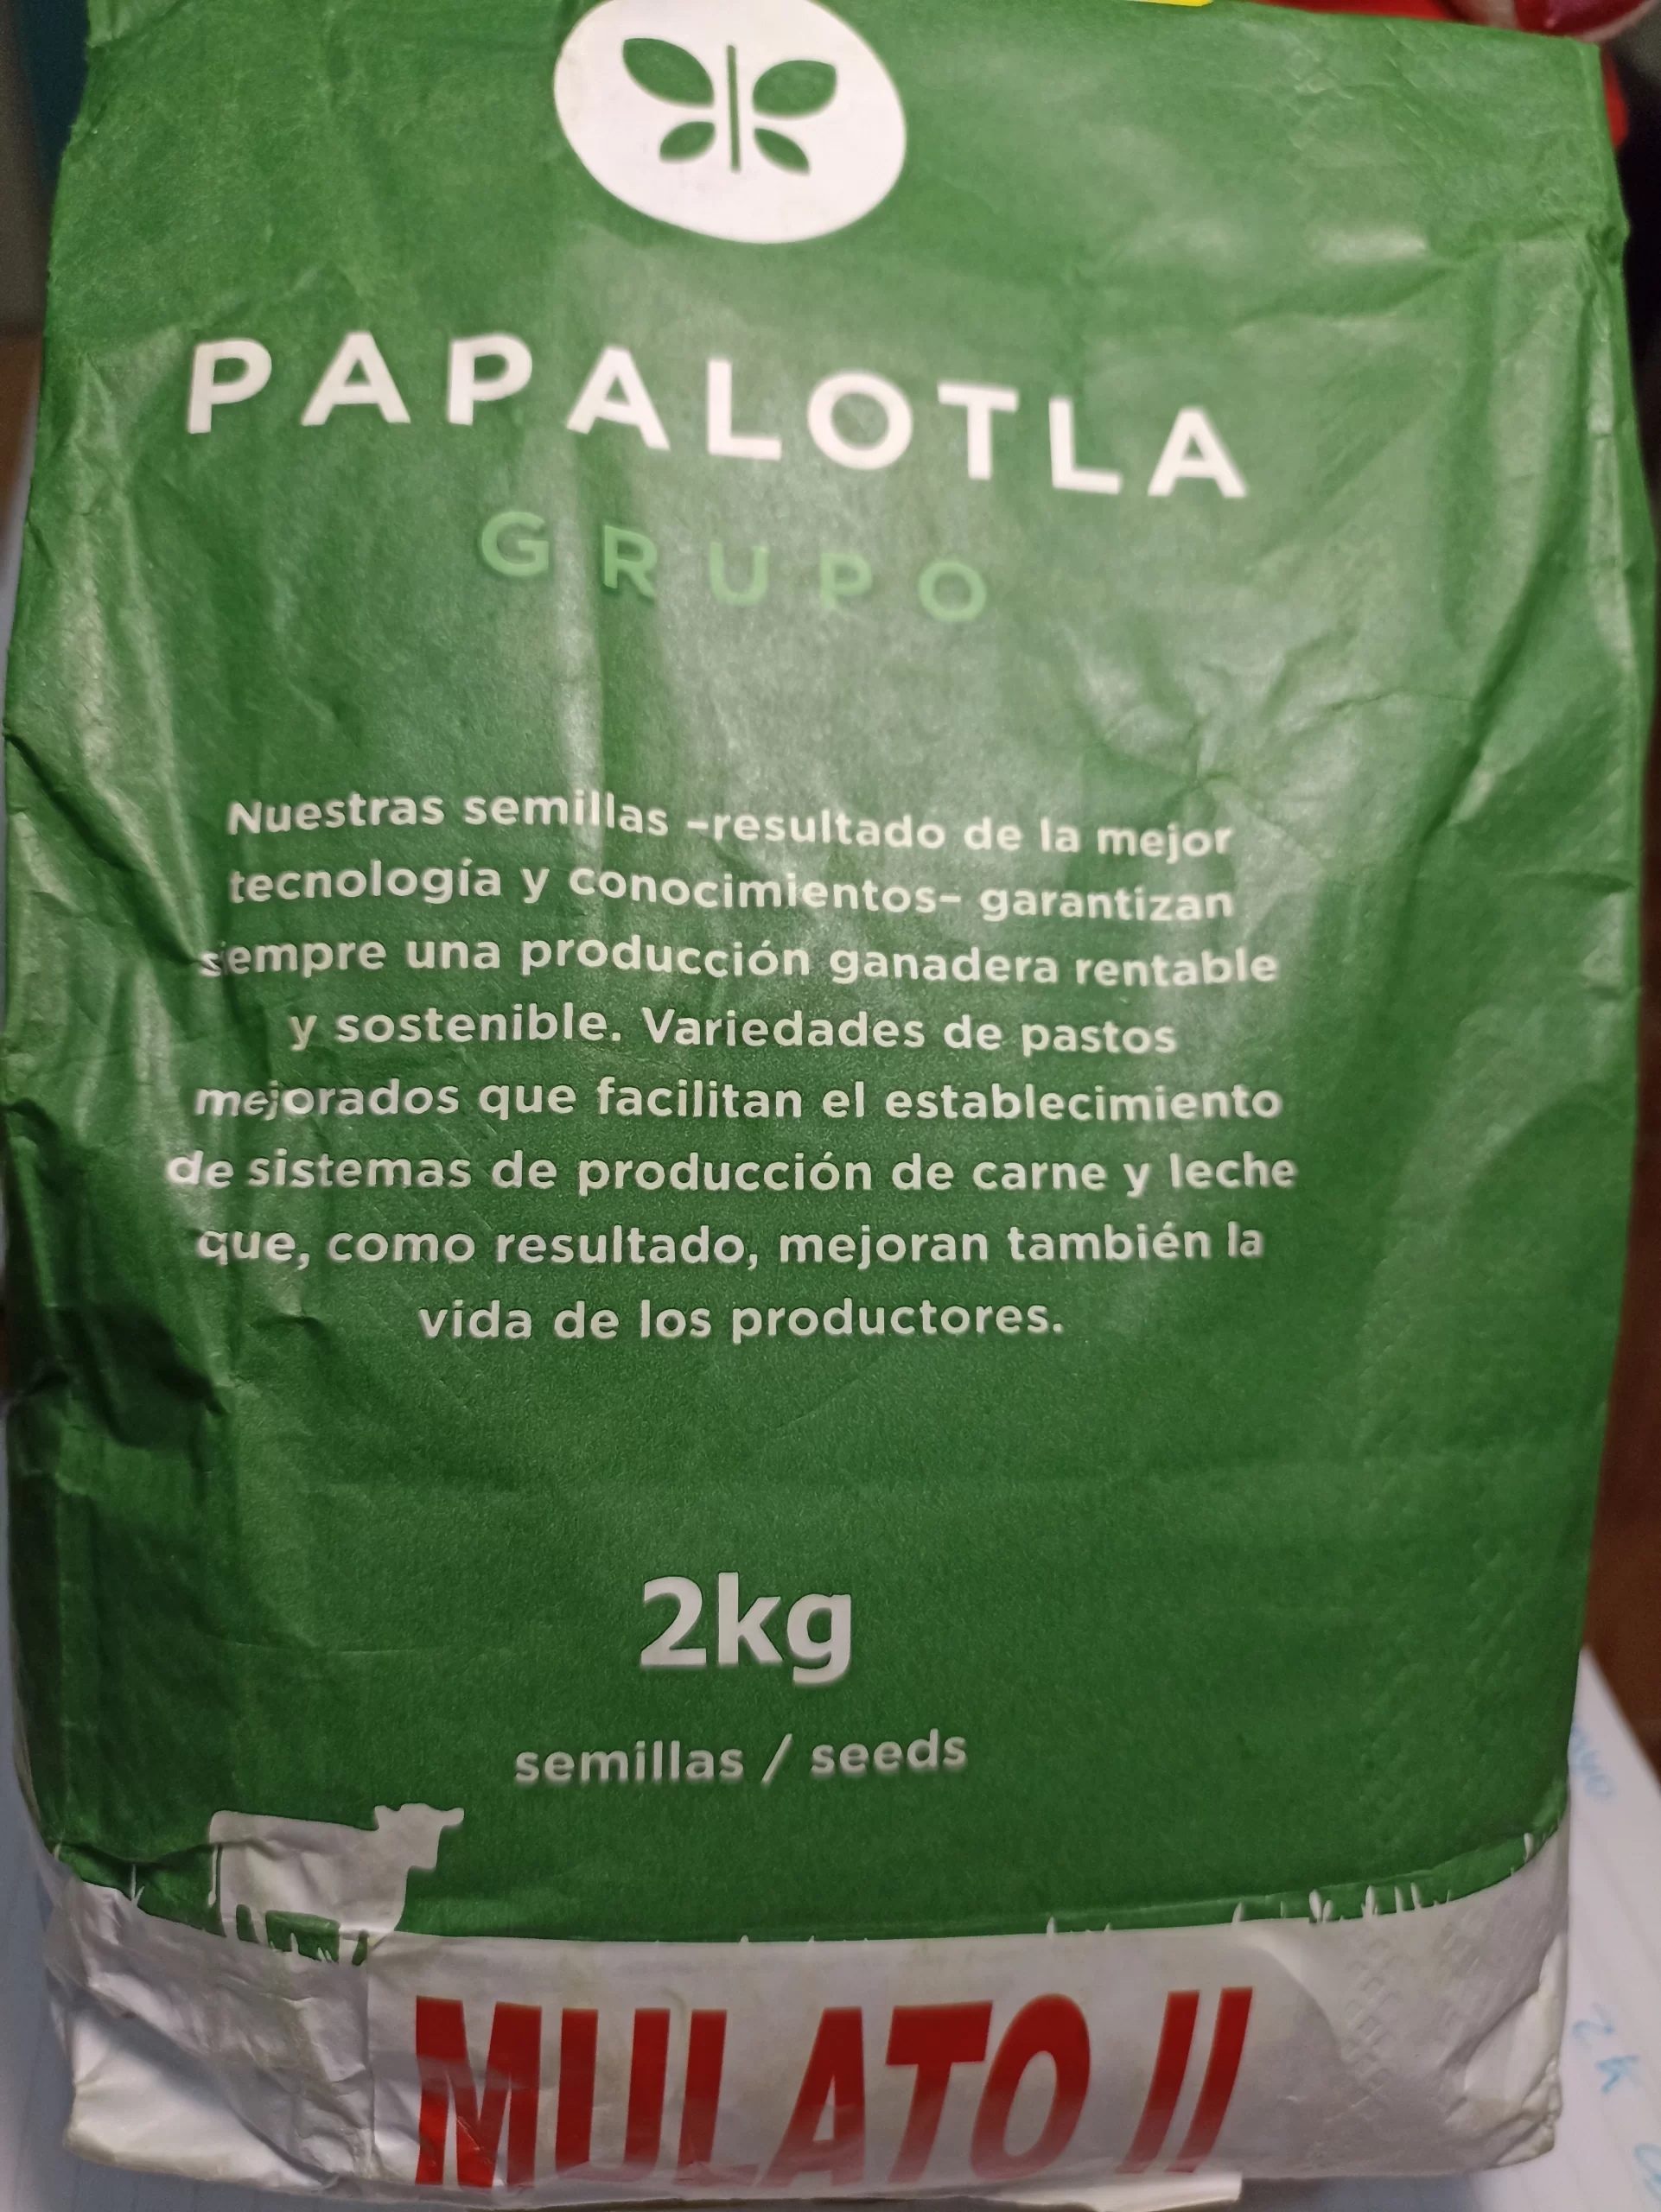 PAPALOTLA
GRUPO
Nuestras semillas -resultado de la mejor
tecnología y conocimientos- garantizan
siempre una producción ganadera rentable
y sostenible. Variedades de pastos
mejorados que facilitan el establecimiento
de sistemas de producción de carne y leche
que, como resultado, mejoran también la
vida de los productores.
2kg
semillas / seeds
MULATO II
2 K